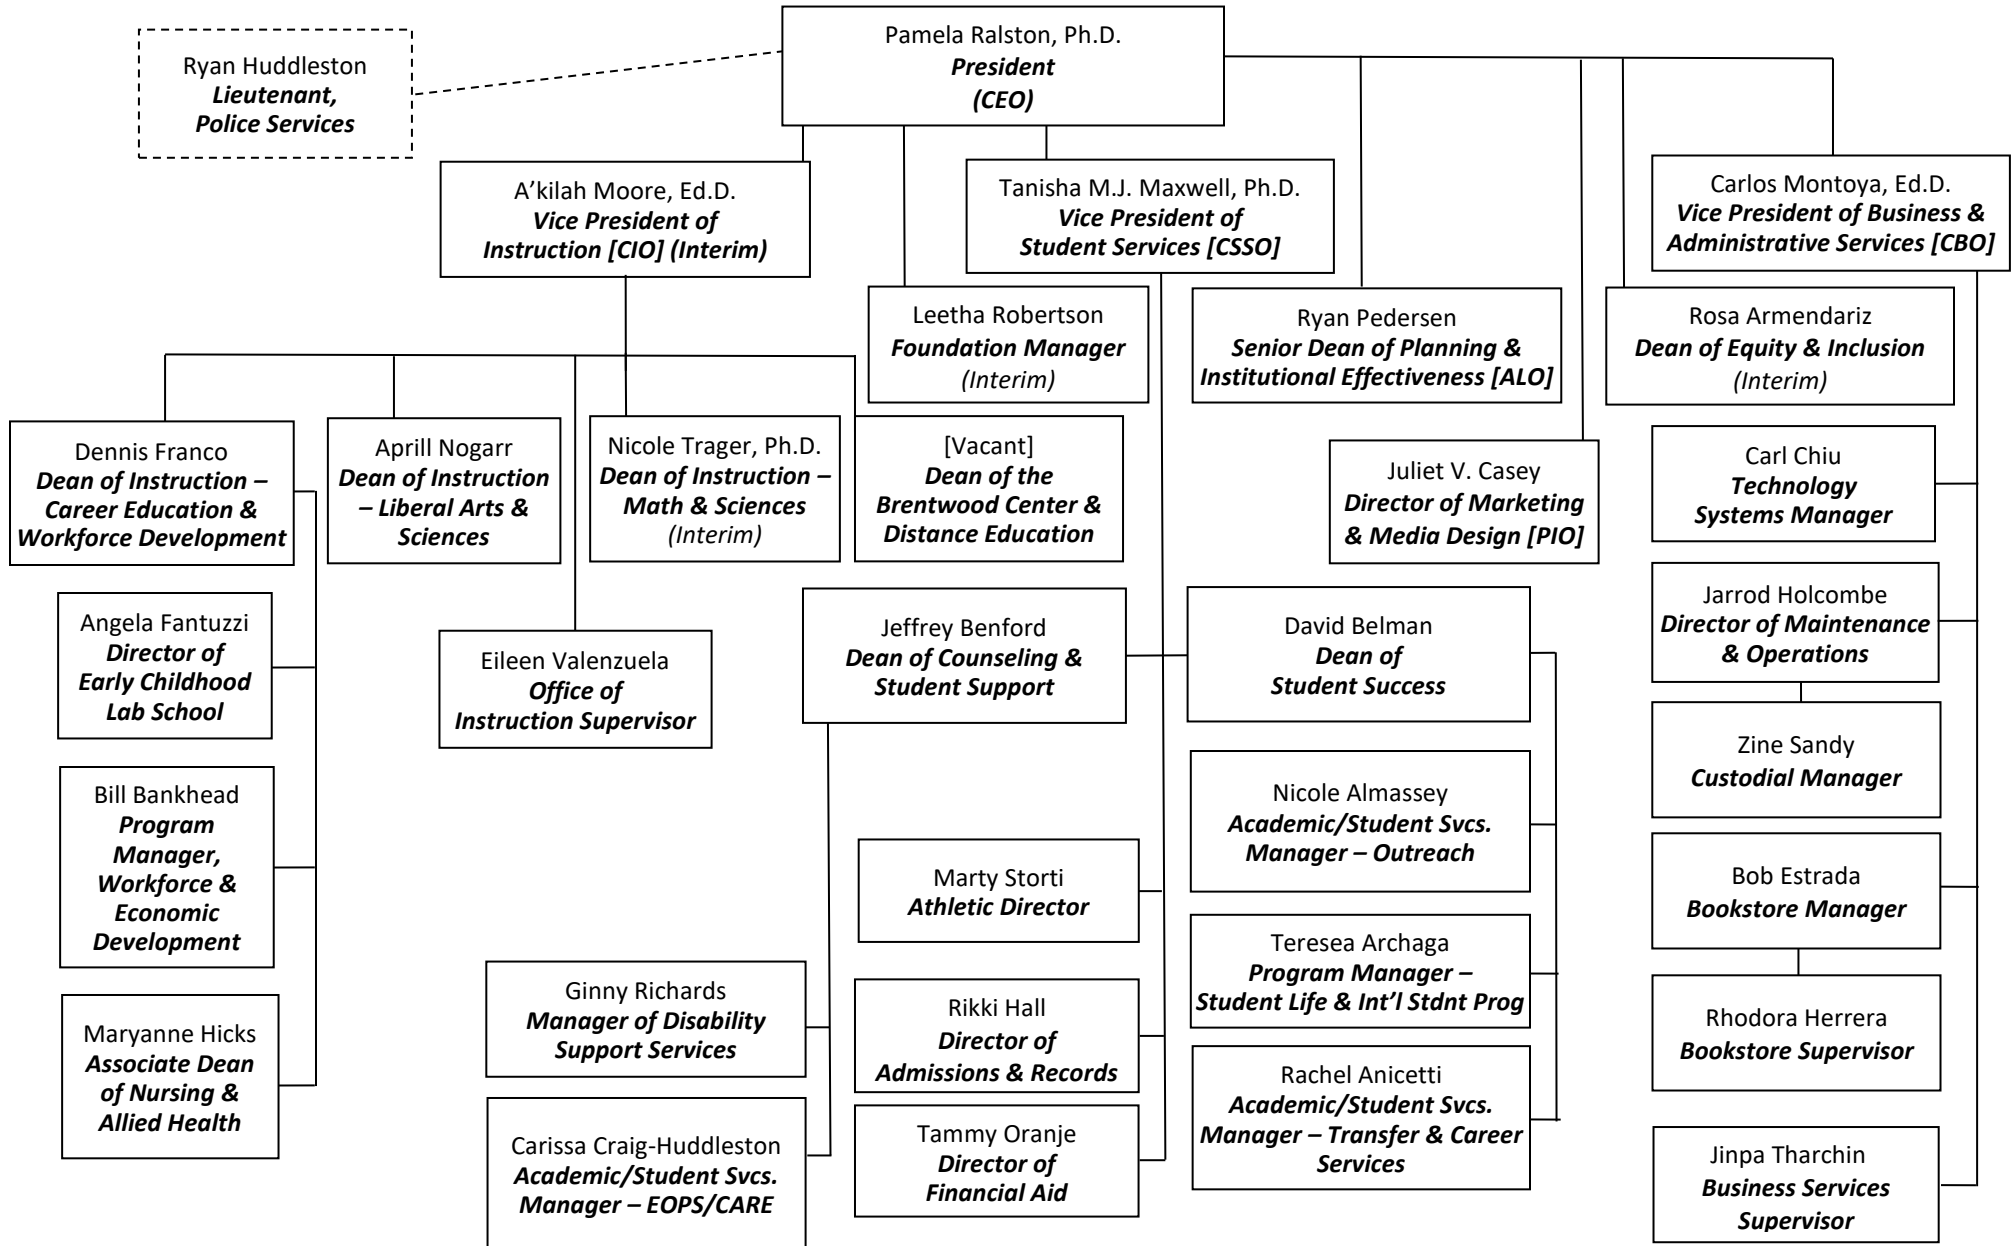 Pamela Ralston, Ph.D.
President
(CEO)
Ryan Huddleston
Lieutenant,
Police Services
A’kilah Moore, Ed.D.
Vice President of
Instruction [CIO] (Interim)
Tanisha M.J. Maxwell, Ph.D.
Vice President of
Student Services [CSSO]
Carlos Montoya, Ed.D.
Vice President of Business &
Administrative Services [CBO]
Leetha Robertson
Foundation Manager
(Interim)
Ryan Pedersen
Senior Dean of Planning &
Institutional Effectiveness [ALO]
Rosa Armendariz
Dean of Equity & Inclusion
(Interim)
Dennis Franco
Dean of Instruction –
Career Education &
Workforce Development
Aprill Nogarr
Dean of Instruction
– Liberal Arts &
Sciences
Nicole Trager, Ph.D.
Dean of Instruction –
Math & Sciences
(Interim)
[Vacant]
Dean of the
Brentwood Center &
Distance Education
Juliet V. Casey
Director of Marketing
& Media Design [PIO]
Carl Chiu
Technology
Systems Manager
Angela Fantuzzi
Director of
Early Childhood
Lab School
Eileen Valenzuela
Office of
Instruction Supervisor
Jeffrey Benford
Dean of Counseling &
Student Support
David Belman
Dean of
Student Success
Jarrod Holcombe
Director of Maintenance
& Operations
Zine Sandy
Custodial Manager
Bill Bankhead
Program
Manager,
Workforce &
Economic
Development
Nicole Almassey
Academic/Student Svcs.
Manager – Outreach
Marty Storti
Athletic Director
Bob Estrada
Bookstore Manager
Teresea Archaga
Program Manager –
Student Life & Int’l Stdnt Prog
Ginny Richards
Manager of Disability
Support Services
Rikki Hall
Director of
Admissions & Records
Rhodora Herrera
Bookstore Supervisor
Maryanne Hicks
Associate Dean
of Nursing &
Allied Health
Rachel Anicetti
Academic/Student Svcs.
Manager – Transfer & Career
Services
Carissa Craig-Huddleston
Academic/Student Svcs.
Manager – EOPS/CARE
Tammy Oranje
Director of
Financial Aid
Jinpa Tharchin
Business Services
Supervisor